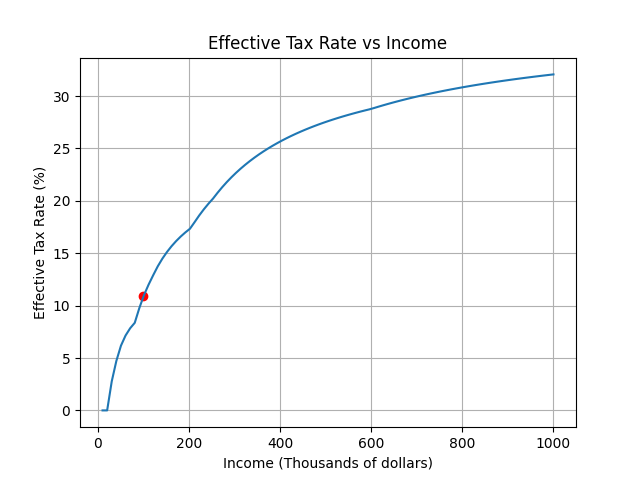 Effective Tax Rate vs Income
30
25
20
15
10
5
0
Effective Tax Rate (%)
0 200 400 600 800 1000
Income (Thousands of dollars)